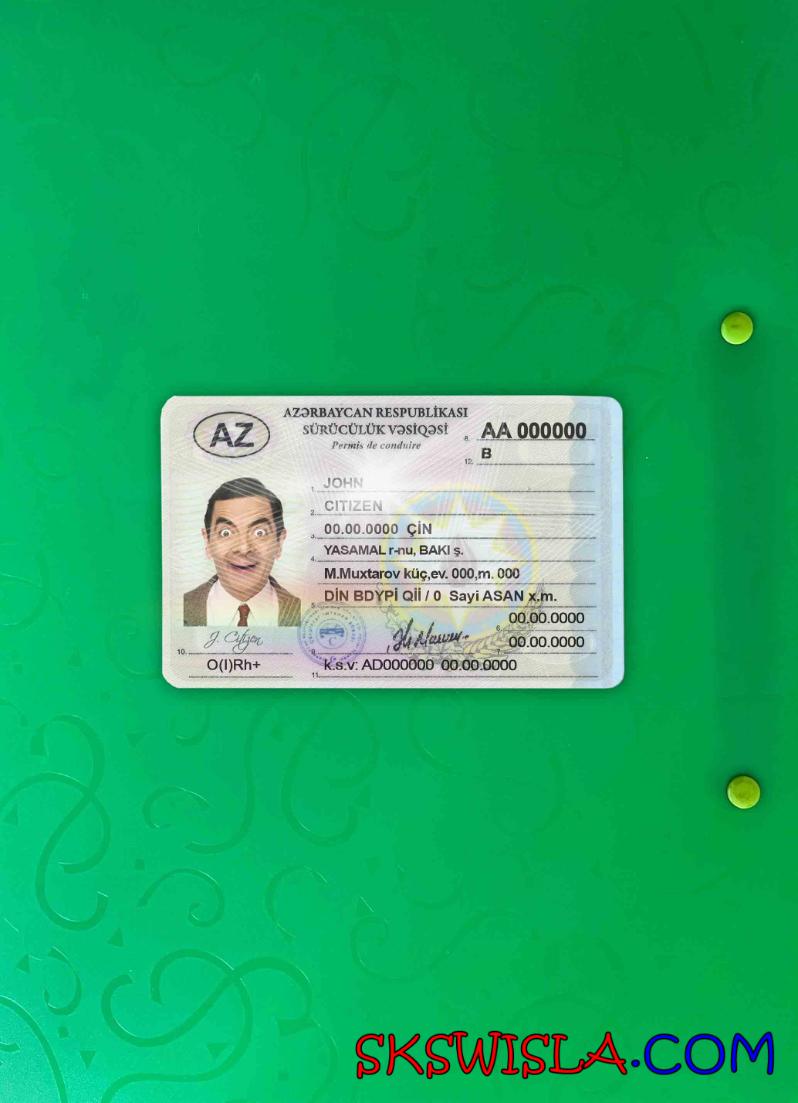 AZ
AZƏRBAYCAN RESPUBLİKASI
SÜRÜCÜLÜK VƏSİQƏSİ
Permis de conduire
8. AA 000000
12. B
1. JOHN
2. CITIZEN
3. 00.00.0000 ÇİN
4. YASAMAL r-nu, BAKI ş.
M.Muxtarov küç,ev. 000,m. 000
5. DİN BDYPİ Qİİ / 0 Sayi ASAN x.m.
6. 00.00.0000
7. 00.00.0000
J. Citizen
10. O(I)Rh+
9.
11. k.s.v: AD000000 00.00.0000
SKSWISLA.COM